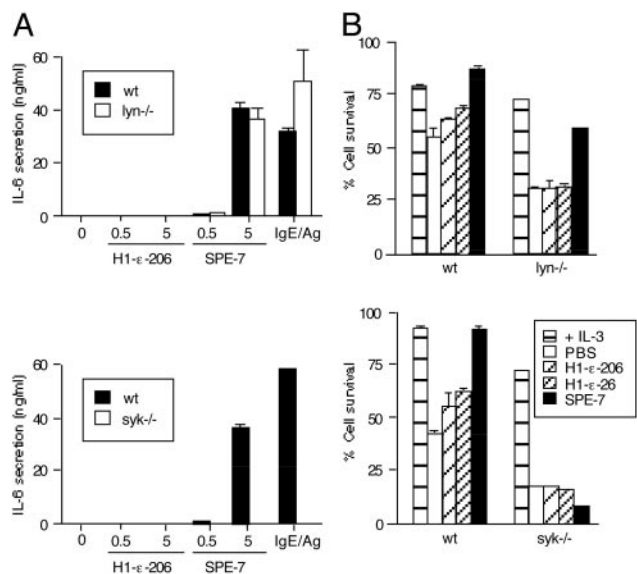 A
B
IL-6 secretion (ng/ml)
60
40
20
0
wt
lyn-/-
0 0.5 5 0.5 5 IgE/Ag
H1-ε-206 SPE-7
% Cell survival
100
75
50
25
0
wt lyn-/-
IL-6 secretion (ng/ml)
60
40
20
0
wt
syk-/-
0 0.5 5 0.5 5 IgE/Ag
H1-ε-206 SPE-7
% Cell survival
100
75
50
25
0
+ IL-3
PBS
H1-ε-206
H1-ε-26
SPE-7
wt syk-/-